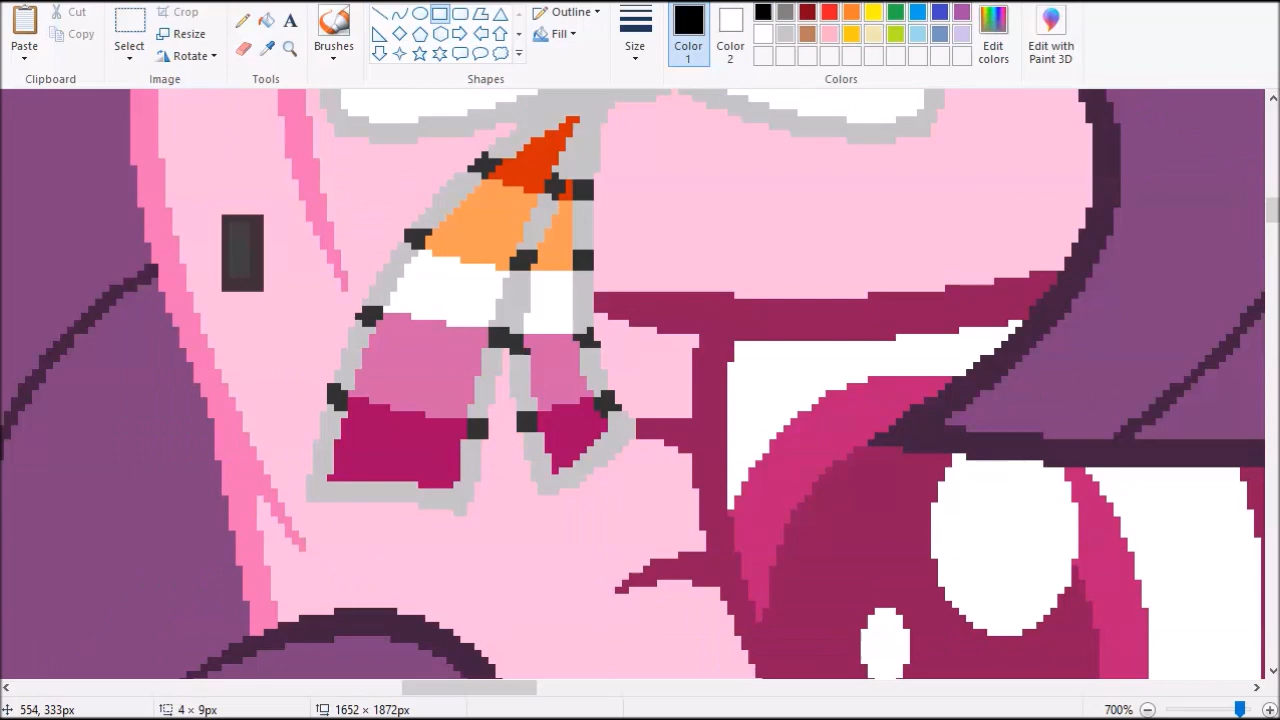 Paste
Cut
Copy
Clipboard
Select
Crop
Resize
Rotate
Image
A
Tools
Brushes
Outline
Fill
Shapes
Size
Color
1
Color
2
Edit
colors
Colors
Edit with
Paint 3D
554, 333px
4 × 9px
1652 × 1872px
700%